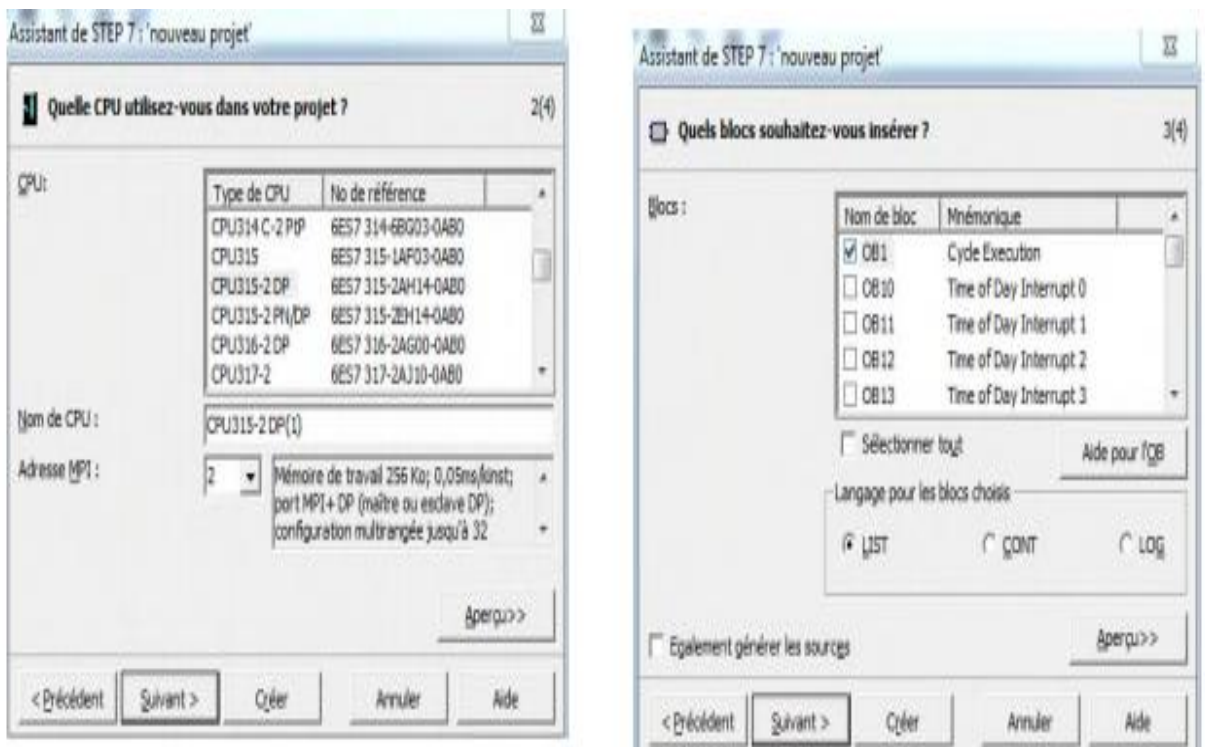 Assistant de STEP 7 : 'nouveau projet'
Quelle CPU utilisez-vous dans votre projet ? 2(4)
CPU:
Type de CPU No de référence
CPU314 C-2 PtP 6ES7 314-6BG03-0AB0
CPU315 6ES7 315-1AF03-0AB0
CPU315-2 DP 6ES7 315-2AH14-0AB0
CPU315-2 PN/DP 6ES7 315-2EH14-0AB0
CPU316-2 DP 6ES7 316-2AG00-0AB0
CPU317-2 6ES7 317-2AJ10-0AB0
Nom de CPU : CPU315-2 DP(1)
Adresse MPI : 2 Mémoire de travail 256 Ko; 0,05ms/kinst;
port MPI+ DP (maître ou esclave DP);
configuration multirangée jusqu'à 32
Aperçu>>
< Précédent Suivant > Créer Annuler Aide
Assistant de STEP 7 : 'nouveau projet'
Quels blocs souhaitez-vous insérer ? 3(4)
Blocs :
Nom de bloc Mnémonique
OB1 Cycle Execution
OB10 Time of Day Interrupt 0
OB11 Time of Day Interrupt 1
OB12 Time of Day Interrupt 2
OB13 Time of Day Interrupt 3
Sélectionner tout Aide pour l'OB
Langage pour les blocs choisis
LIST CONT LOG
Egalement générer les sources Aperçu>>
< Précédent Suivant > Créer Annuler Aide